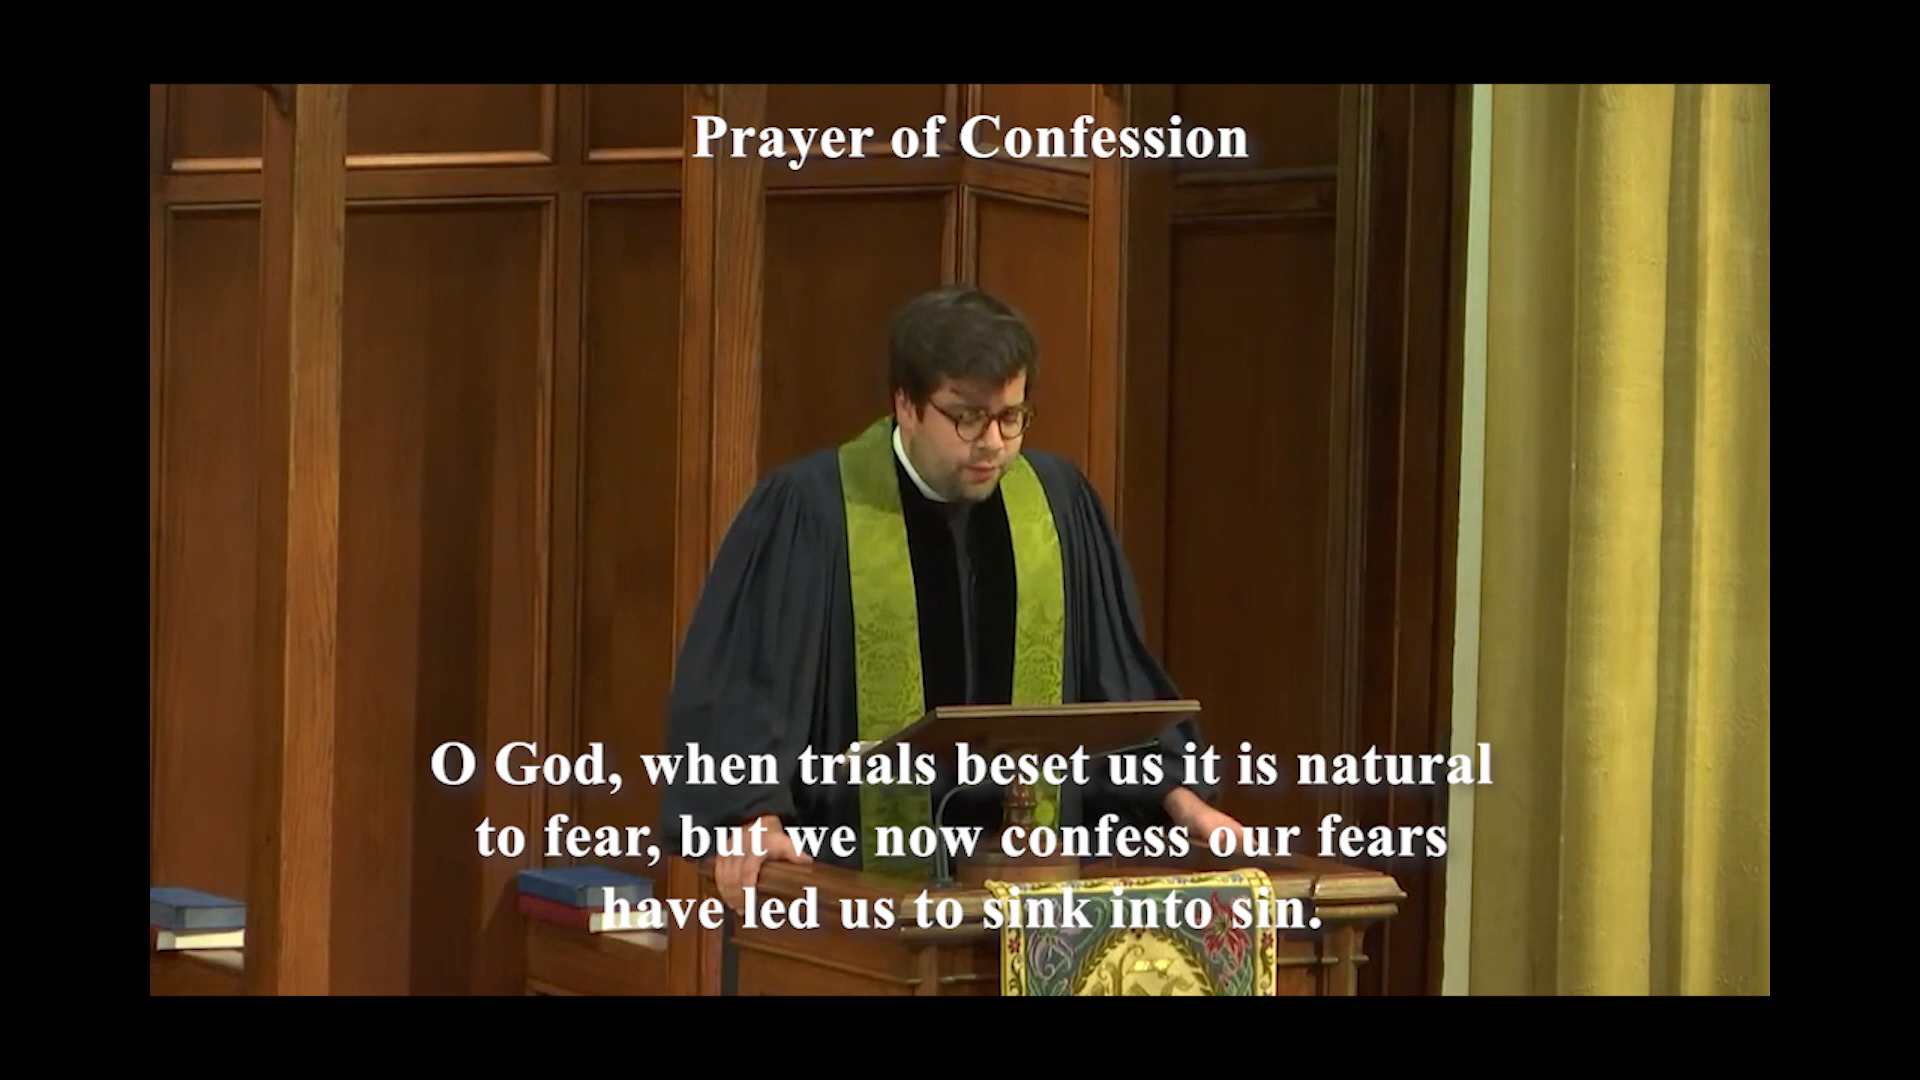 Prayer of Confession
O God, when trials beset us it is natural
to fear, but we now confess our fears
have led us to sink into sin.